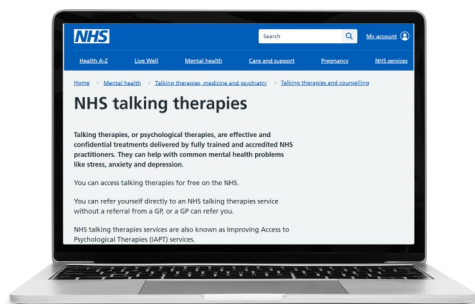 NHS
Search
My account
Health A-Z Live Well Mental health Care and support Pregnancy NHS services
Home > Mental health > Talking therapies, medicine and psychiatry > Talking therapies and counselling
NHS talking therapies
Talking therapies, or psychological therapies, are effective and
confidential treatments delivered by fully trained and accredited NHS
practitioners. They can help with common mental health problems
like stress, anxiety and depression.
You can access talking therapies for free on the NHS.
You can refer yourself directly to an NHS talking therapies service
without a referral from a GP, or a GP can refer you.
NHS talking therapies services are also known as Improving Access to
Psychological Therapies (IAPT) services.